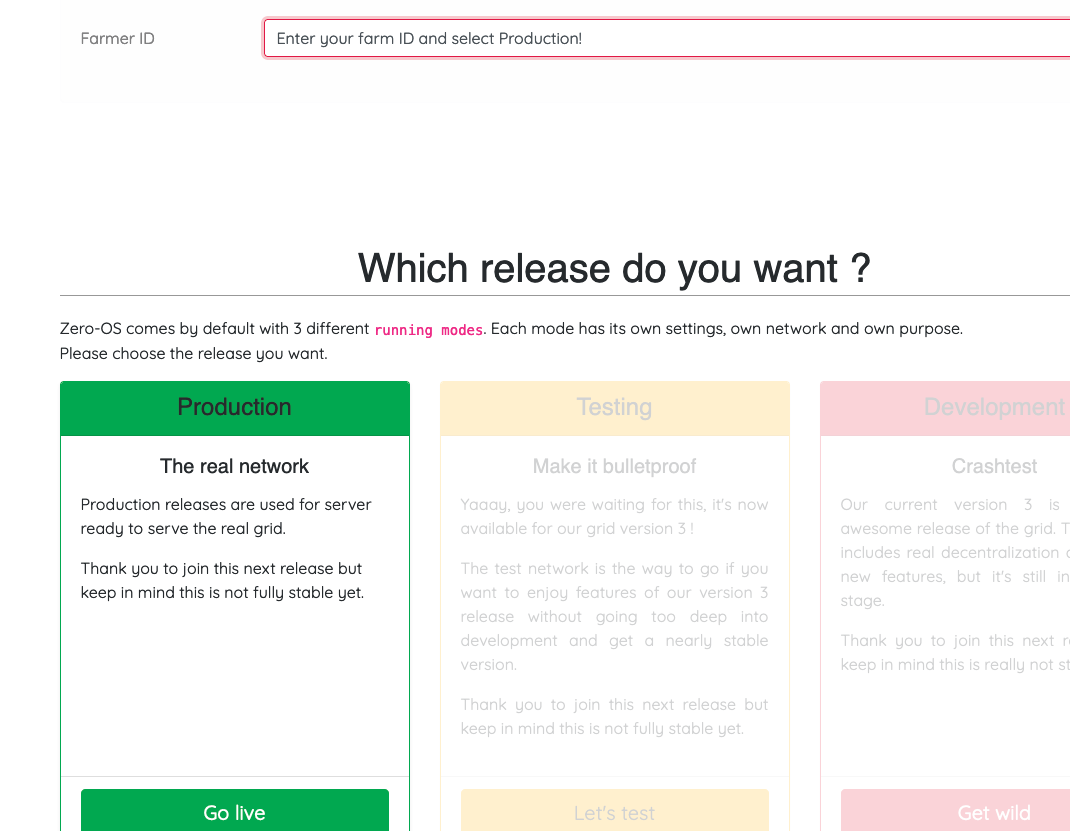 Farmer ID
Enter your farm ID and select Production!
Which release do you want ?
Zero-OS comes by default with 3 different running modes. Each mode has its own settings, own network and own purpose.
Please choose the release you want.
Production
The real network
Production releases are used for server
ready to serve the real grid.
Thank you to join this next release but
keep in mind this is not fully stable yet.
Go live
Testing
Make it bulletproof
Yaaay, you were waiting for this, it's now
available for our grid version 3 !
The test network is the way to go if you
want to enjoy features of our version 3
release without going too deep into
development and get a nearly stable
version.
Thank you to join this next release but
keep in mind this is not fully stable yet.
Let's test
Development
Crashtest
Our current version 3 is
awesome release of the grid.
includes real decentralization
new features, but it's still in
stage.
Thank you to join this next
keep in mind this is really not
Get wild